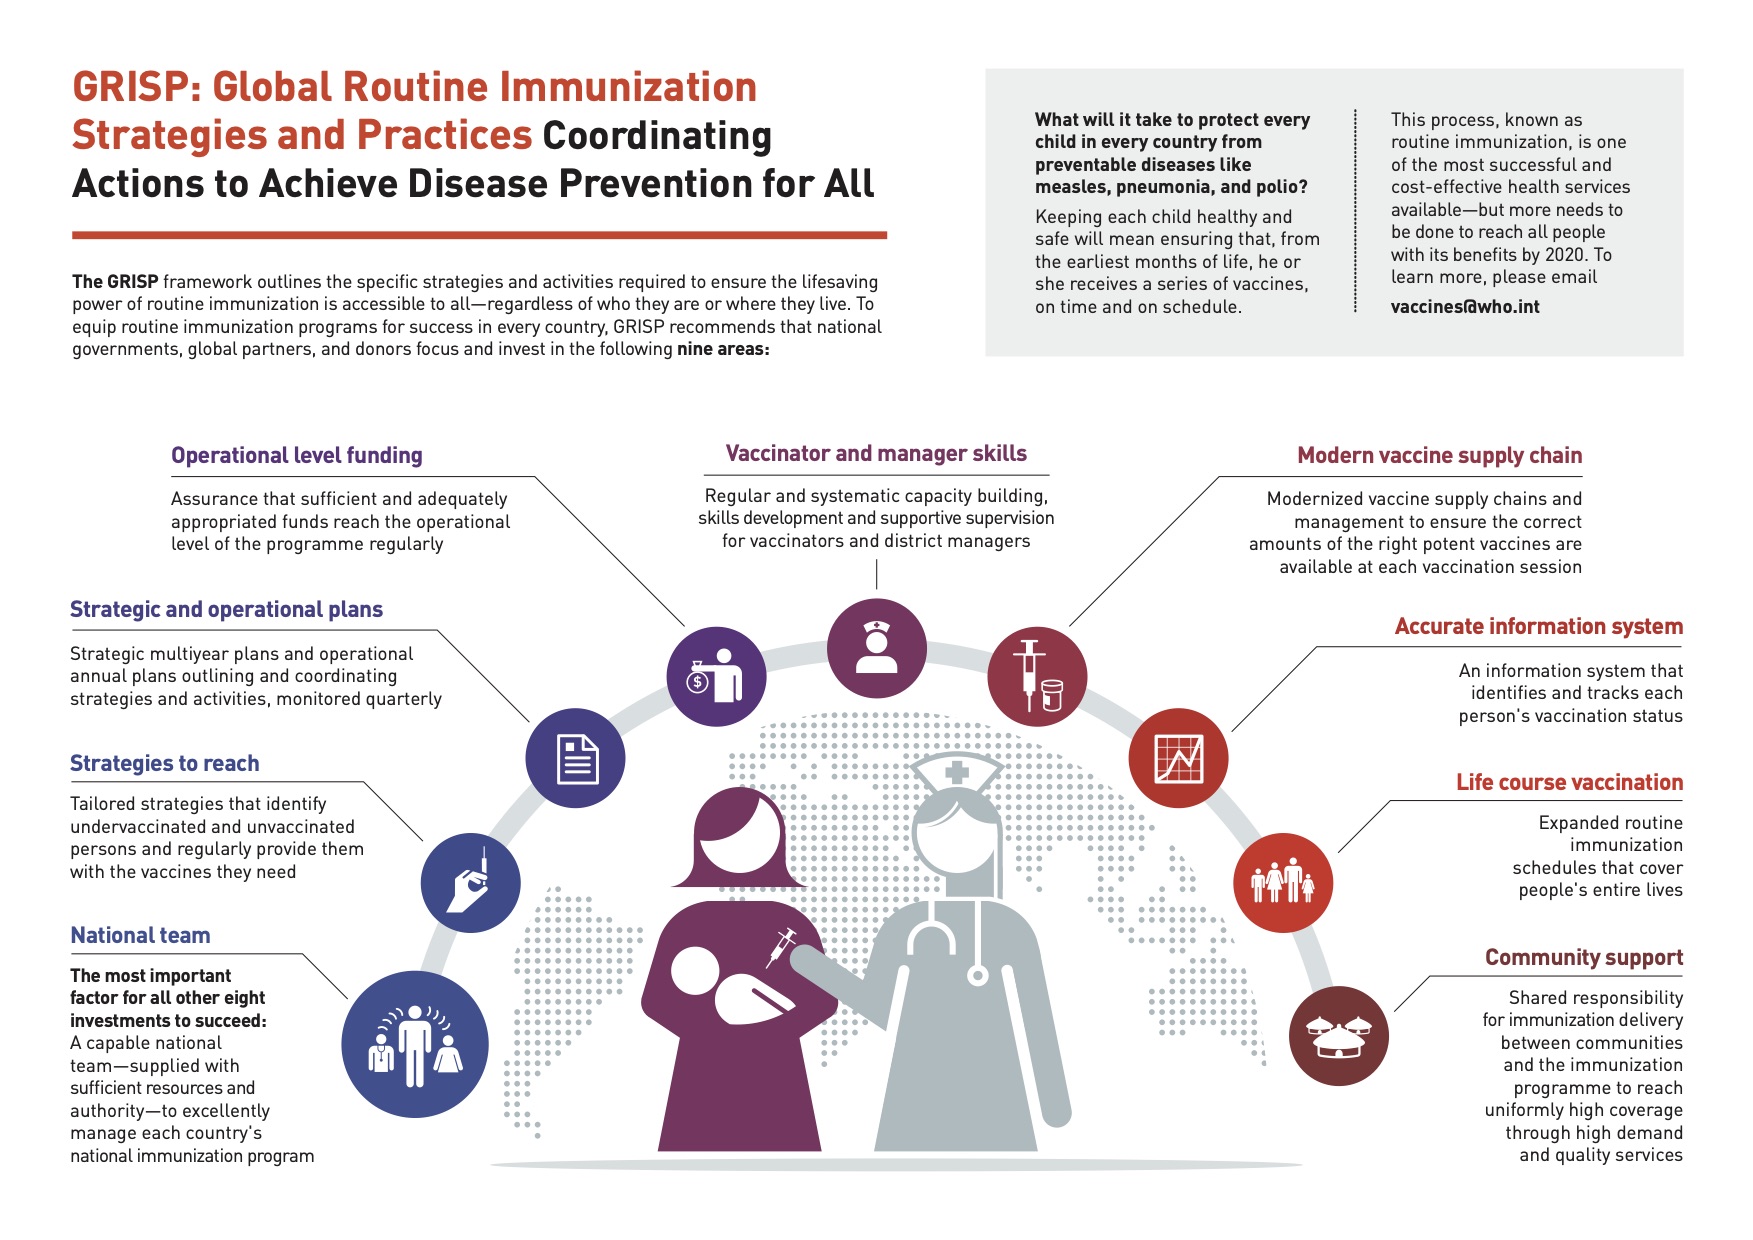 GRISP: Global Routine Immunization
Strategies and Practices Coordinating
Actions to Achieve Disease Prevention for All
The GRISP framework outlines the specific strategies and activities required to ensure the lifesaving
power of routine immunization is accessible to all—regardless of who they are or where they live. To
equip routine immunization programs for success in every country, GRISP recommends that national
governments, global partners, and donors focus and invest in the following nine areas:
What will it take to protect every
child in every country from
preventable diseases like
measles, pneumonia, and polio?
Keeping each child healthy and
safe will mean ensuring that, from
the earliest months of life, he or
she receives a series of vaccines,
on time and on schedule.
This process, known as
routine immunization, is one
of the most successful and
cost-effective health services
available—but more needs to
be done to reach all people
with its benefits by 2020. To
learn more, please email
vaccines@who.int
Operational level funding
Assurance that sufficient and adequately
appropriated funds reach the operational
level of the programme regularly
Vaccinator and manager skills
Regular and systematic capacity building,
skills development and supportive supervision
for vaccinators and district managers
Modern vaccine supply chain
Modernized vaccine supply chains and
management to ensure the correct
amounts of the right potent vaccines are
available at each vaccination session
Strategic and operational plans
Strategic multiyear plans and operational
annual plans outlining and coordinating
strategies and activities, monitored quarterly
Accurate information system
An information system that
identifies and tracks each
person's vaccination status
Strategies to reach
Tailored strategies that identify
undervaccinated and unvaccinated
persons and regularly provide them
with the vaccines they need
Life course vaccination
Expanded routine
immunization
schedules that cover
people's entire lives
National team
The most important
factor for all other eight
investments to succeed:
A capable national
team—supplied with
sufficient resources and
authority—to excellently
manage each country's
national immunization program
Community support
Shared responsibility
for immunization delivery
between communities
and the immunization
programme to reach
uniformly high coverage
through high demand
and quality services
$